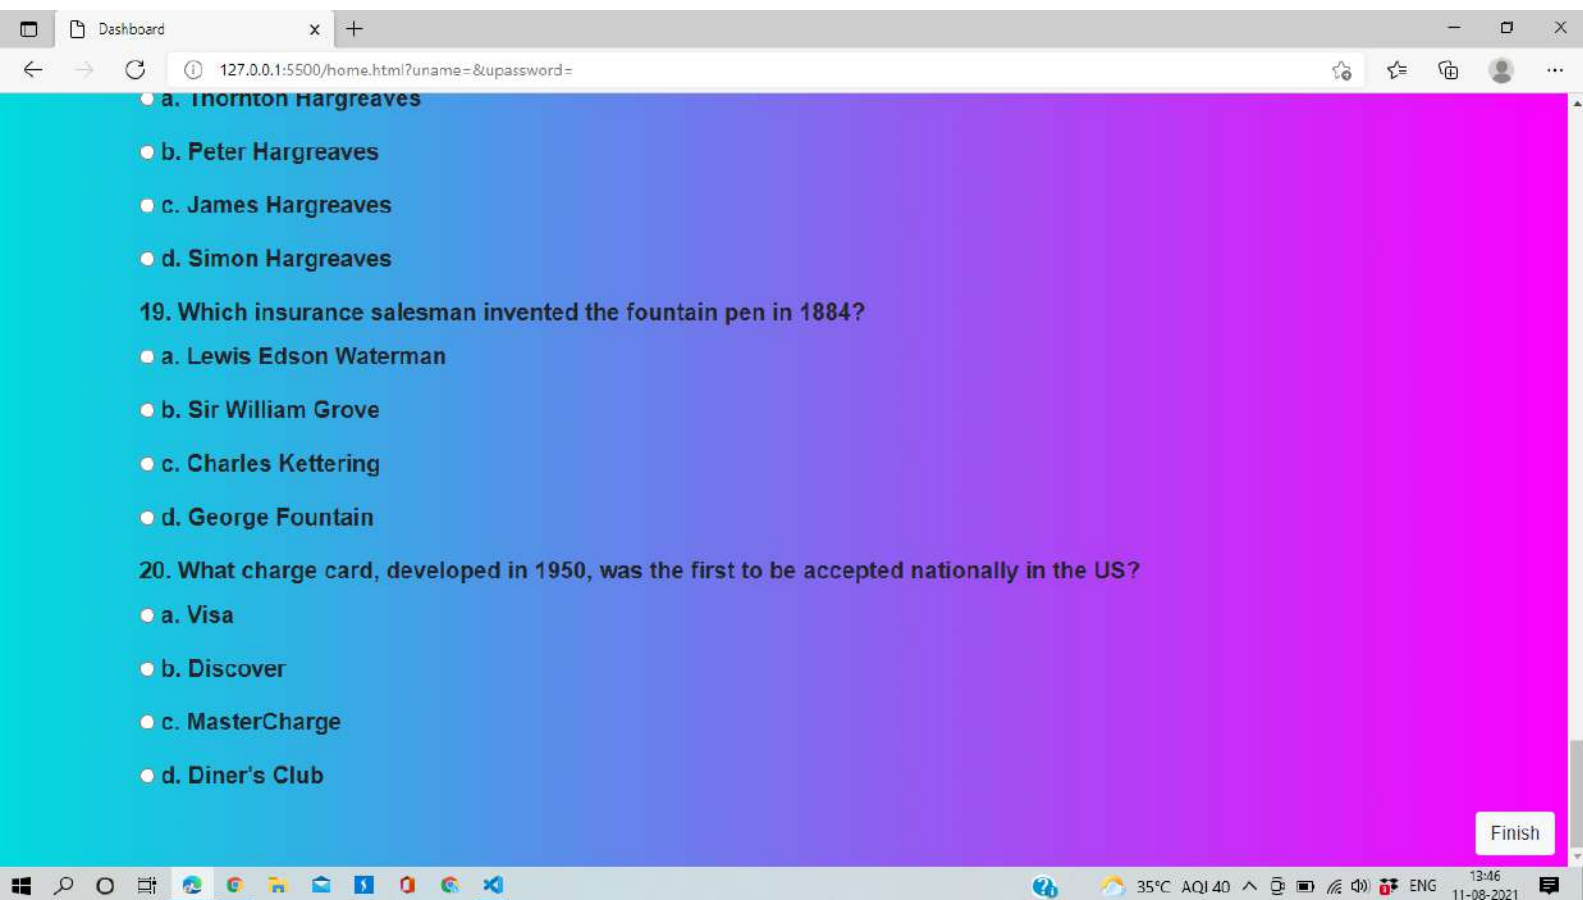 Dashboard
127.0.0.1:5500/home.html?uname=&upassword=
a. Thornton Hargreaves
b. Peter Hargreaves
c. James Hargreaves
d. Simon Hargreaves
19. Which insurance salesman invented the fountain pen in 1884?
a. Lewis Edson Waterman
b. Sir William Grove
c. Charles Kettering
d. George Fountain
20. What charge card, developed in 1950, was the first to be accepted nationally in the US?
a. Visa
b. Discover
c. MasterCharge
d. Diner's Club
Finish
35°C AQI 40
ENG
13:46
11-08-2021